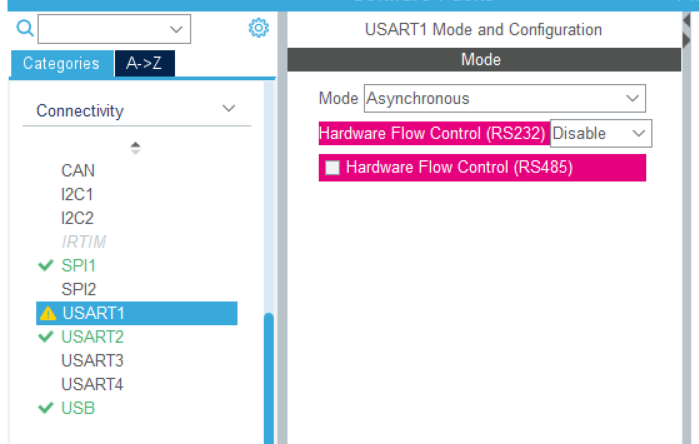 USART1 Mode and Configuration
Categories A->Z
Mode
Connectivity
Mode Asynchronous
Hardware Flow Control (RS232) Disable
Hardware Flow Control (RS485)
CAN
I2C1
I2C2
IRTIM
SPI1
SPI2
USART1
USART2
USART3
USART4
USB